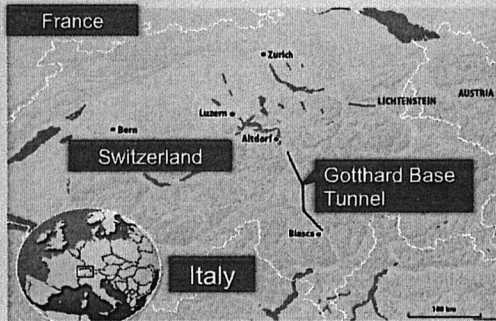 France
Zurich
LICHTENSTEIN
AUSTRIA
Luzern
Bern
Altdorf
Switzerland
Gotthard Base
Tunnel
Biasca
Italy
100 km